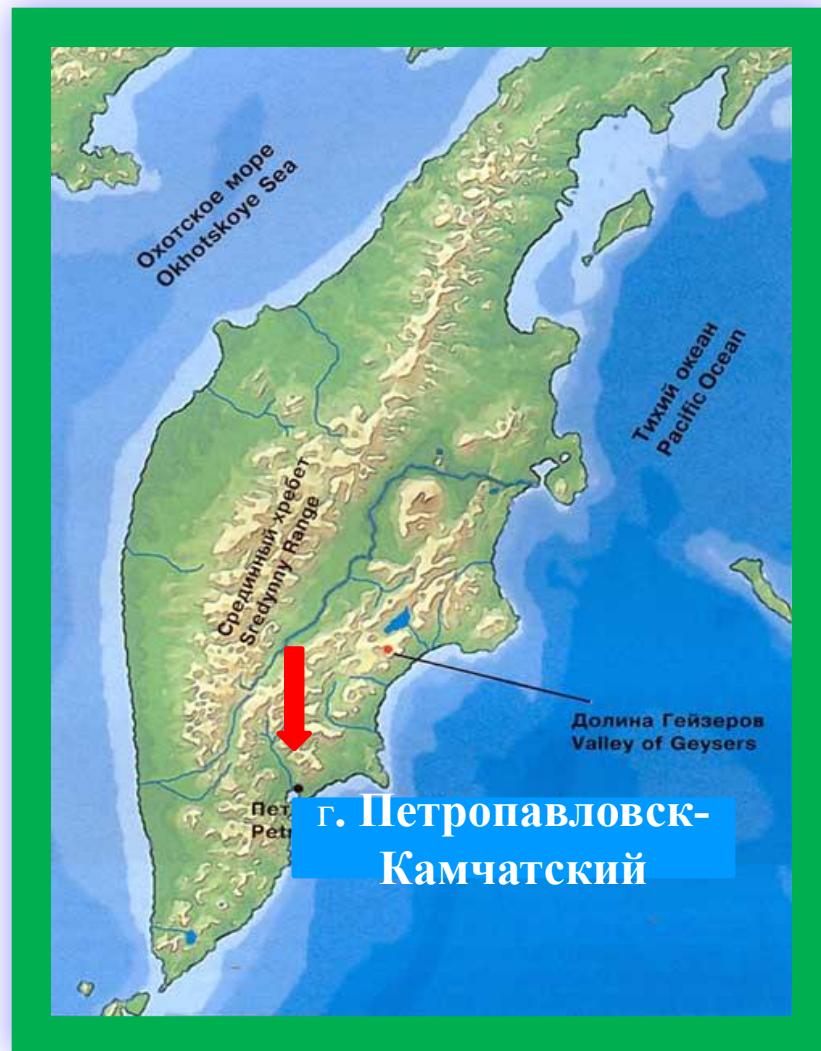 Охотское море
Okhotskoye Sea
Тихий океан
Pacific Ocean
Срединный хребет
Sredynny Range
Долина Гейзеров
Valley of Geysers
г. Петропавловск-
Камчатский